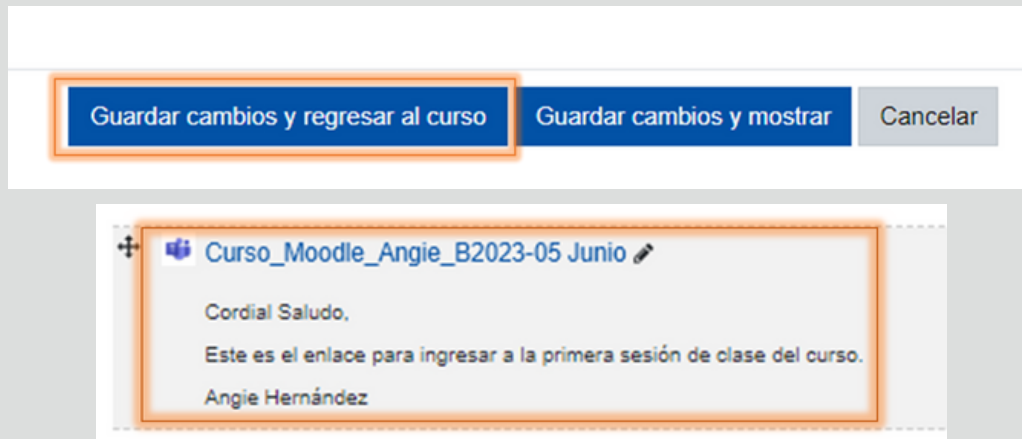 Guardar cambios y regresar al curso Guardar cambios y mostrar Cancelar
Curso_Moodle_Angie_B2023-05 Junio
Cordial Saludo,
Este es el enlace para ingresar a la primera sesión de clase del curso.
Angie Hernández